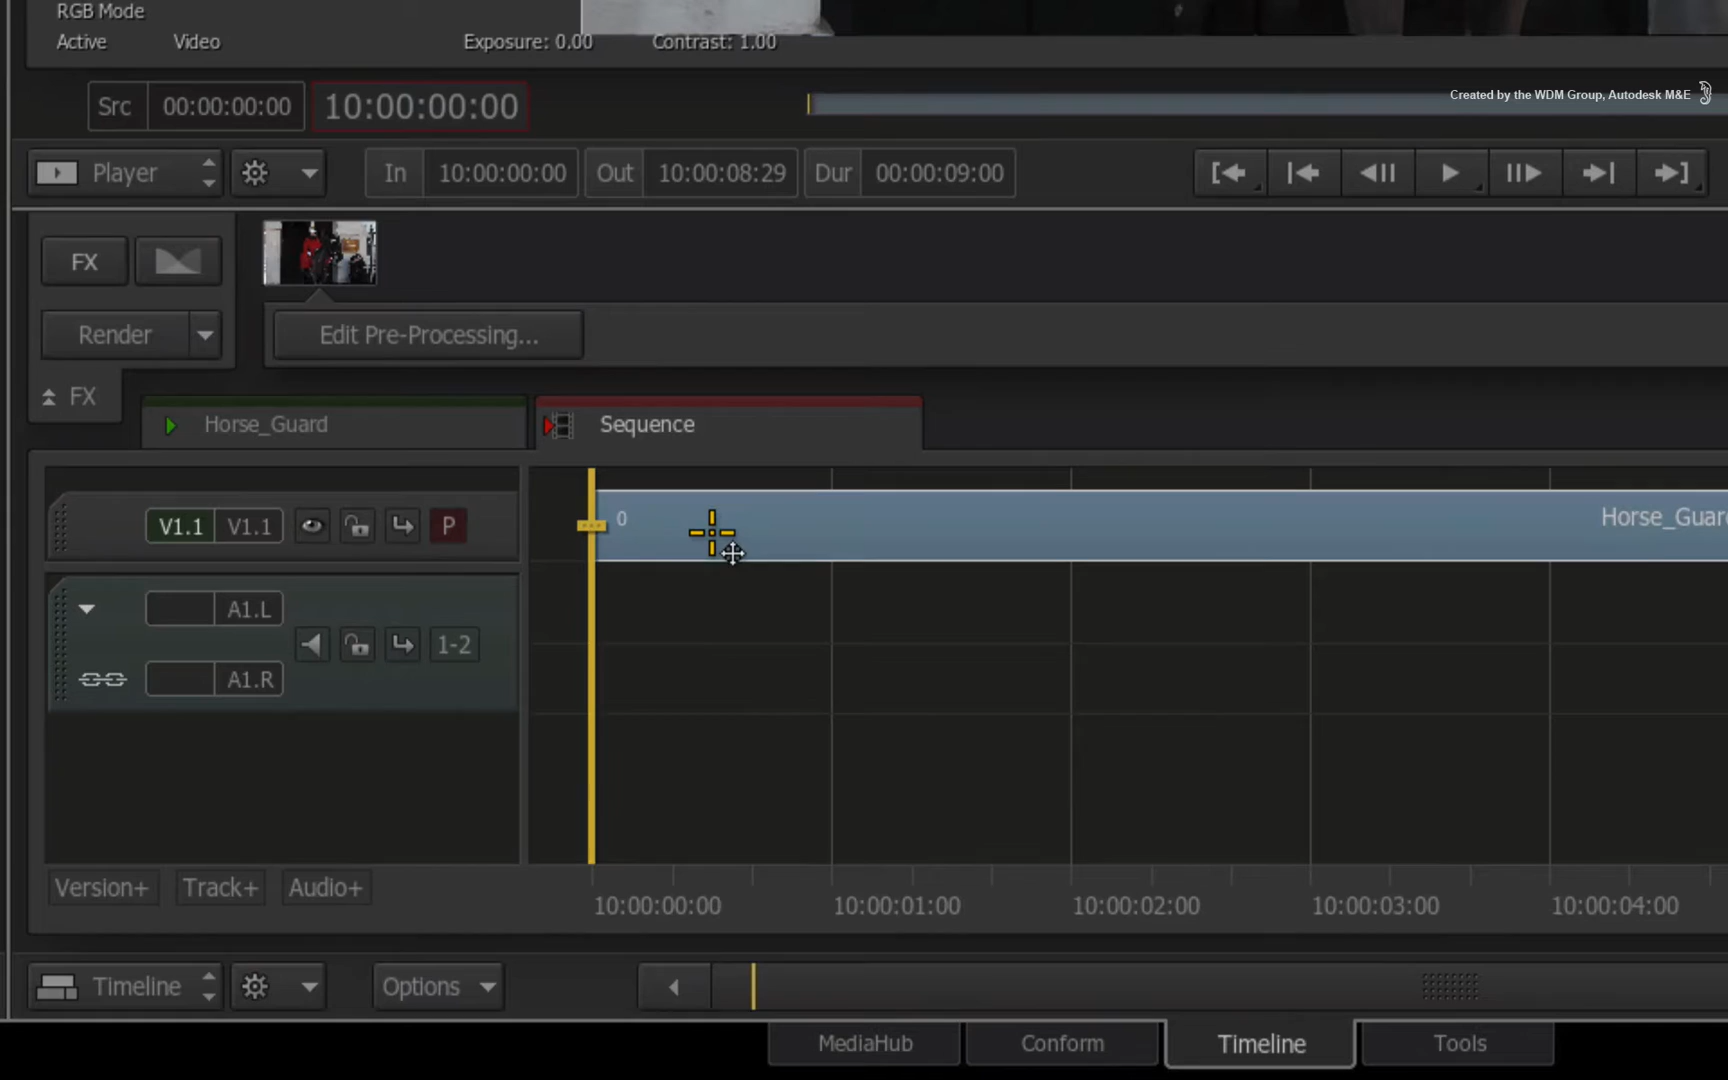 RGB Mode
Active Video Exposure: 0.00 Contrast: 1.00
Created by the WDM Group, Autodesk M&E
Src 00:00:00:00 10:00:00:00
Player In 10:00:00:00 Out 10:00:08:29 Dur 00:00:09:00
FX
Render Edit Pre-Processing...
FX
Horse_Guard Sequence
V1.1 V1.1 P 0 Horse_Guar
A1.L
1-2
A1.R
Version+ Track+ Audio+
10:00:00:00 10:00:01:00 10:00:02:00 10:00:03:00 10:00:04:00
Timeline Options
MediaHub Conform Timeline Tools